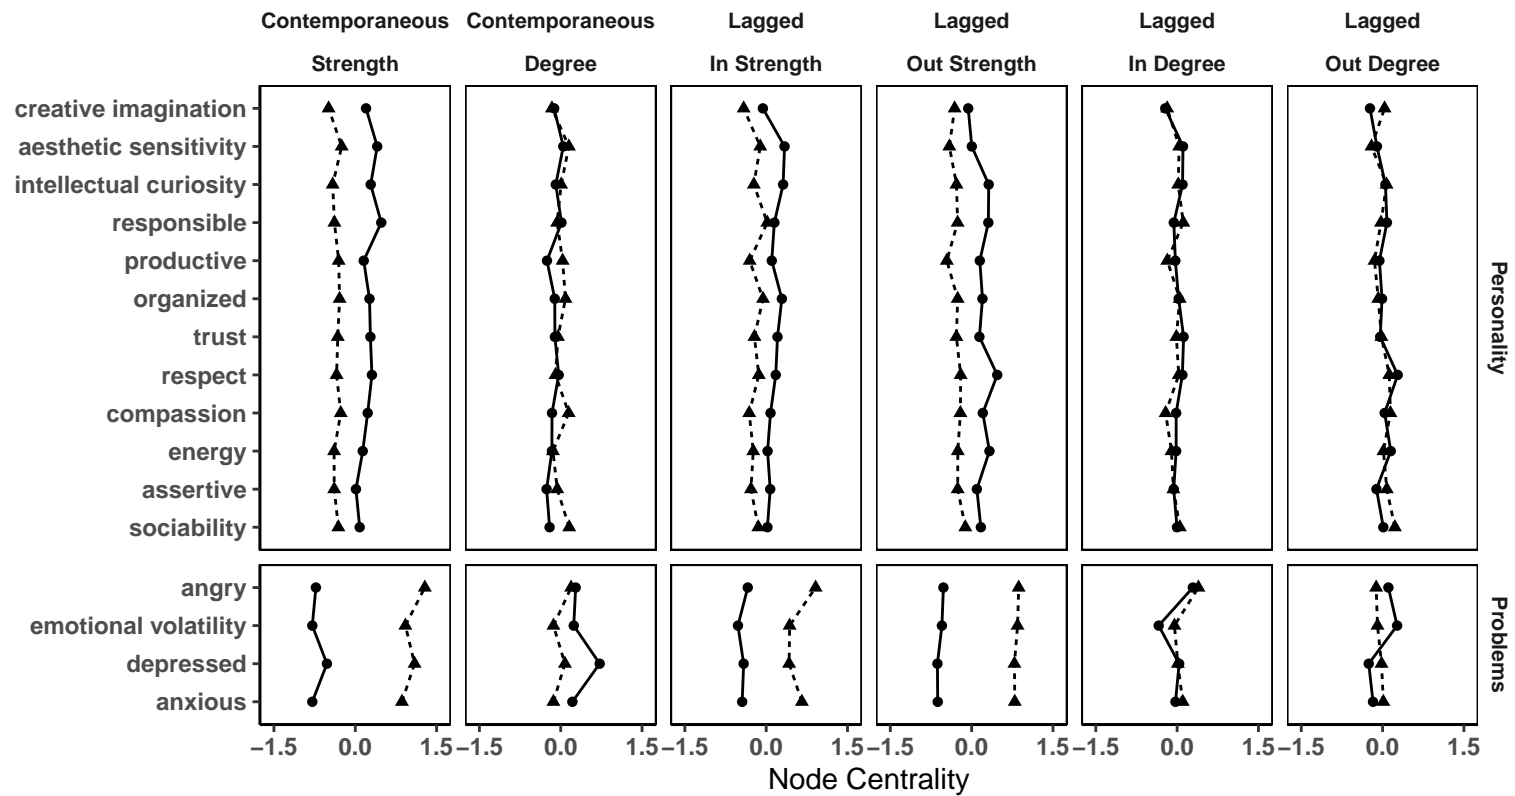 Contemporaneous Contemporaneous Lagged Lagged Lagged Lagged
Strength Degree In Strength Out Strength In Degree Out Degree
creative imagination
aesthetic sensitivity
intellectual curiosity
responsible
productive
organized
trust
respect
compassion
energy
assertive
sociability
Personality
angry
emotional volatility
depressed
anxious
Problems
−1.5 0.0 1.5 −1.5 0.0 1.5 −1.5 0.0 1.5 −1.5 0.0 1.5 −1.5 0.0 1.5 −1.5 0.0 1.5
Node Centrality